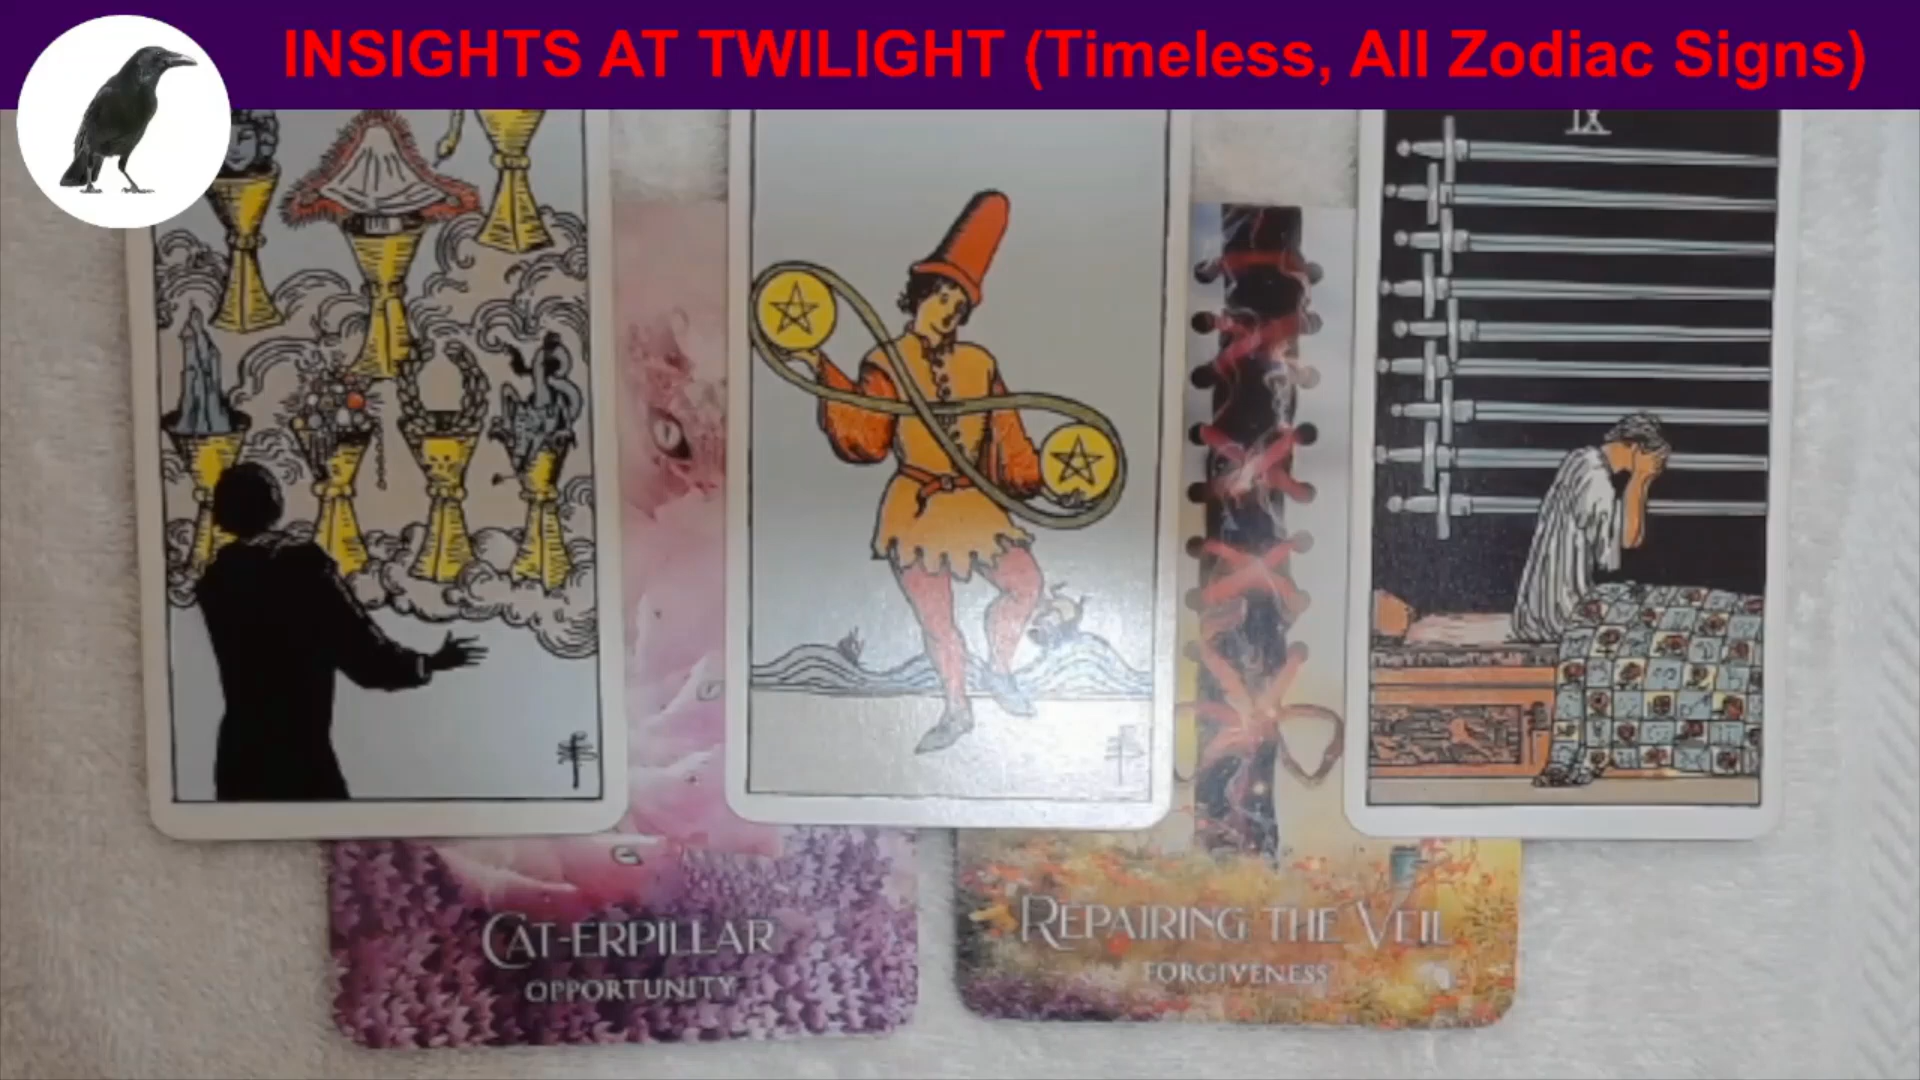 INSIGHTS AT TWILIGHT (Timeless, All Zodiac Signs)
IX
CAT-ERPILLAR
OPPORTUNITY
REPAIRING THE VEIL
FORGIVENESS